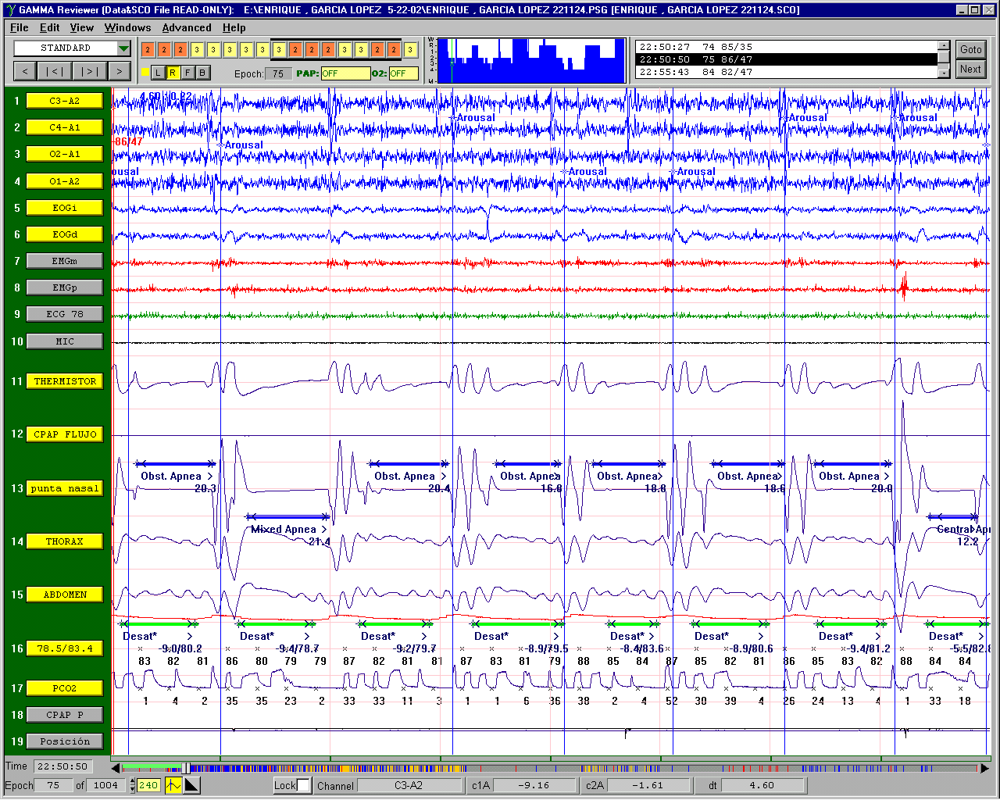 GAMMA Reviewer (Data&SCO File READ-ONLY): E:\ENRIQUE , GARCIA LOPEZ 5-22-02\ENRIQUE , GARCIA LOPEZ 221124.PSG [ENRIQUE , GARCIA LOPEZ 221124.SCO]
File Edit View Windows Advanced Help
STANDARD
2 2 2 3 3 3 3 3 3 2 2 2 3 3 2 2 3
< |<| |>| >
L R F B
Epoch: 75 PAP: OFF O2: OFF
W
R
1
2
3
4
M
22:50:27 74 85/35
22:50:50 75 86/47
22:55:43 84 82/47
Goto
Next
1 C3-A2
2 C4-A1
3 O2-A1
4 O1-A2
5 EOGi
6 EOGd
7 EMGm
8 EMGp
9 ECG 78
10 MIC
11 THERMISTOR
12 CPAP FLUJO
13 punta nasal
14 THORAX
15 ABDOMEN
16 78.5/83.4
17 PCO2
18 CPAP P
19 Posición
Arousal Arousal Arousal
86/47
Arousal
ousal Arousal Arousal
Obst. Apnea Obst. Apnea Obst. Apnea Obst. Apnea Obst. Apnea Obst. Apnea
20.3 20.4 16.8 18.8 18.6 20.0
Mixed Apnea Central Apn
21.4 12.2
Desat* Desat* Desat* Desat* Desat* Desat* Desat* Desat*
-9.0/80.2 -9.4/78.7 -9.2/79.7 -8.9/79.5 -8.4/83.6 -8.9/80.6 -9.4/81.2 -5.5/82.8
83 82 81 86 80 79 79 87 82 81 81 87 83 81 79 88 85 84 87 85 82 81 86 85 83 82 88 84 84
1 4 2 35 35 23 2 33 33 11 3 1 1 6 36 38 2 4 52 39 39 4 26 24 13 4 1 33 18
Time 22:50:50
Epoch 75 of 1004 240 Lock Channel C3-A2 c1A -9.16 c2A -1.61 dt 4.60